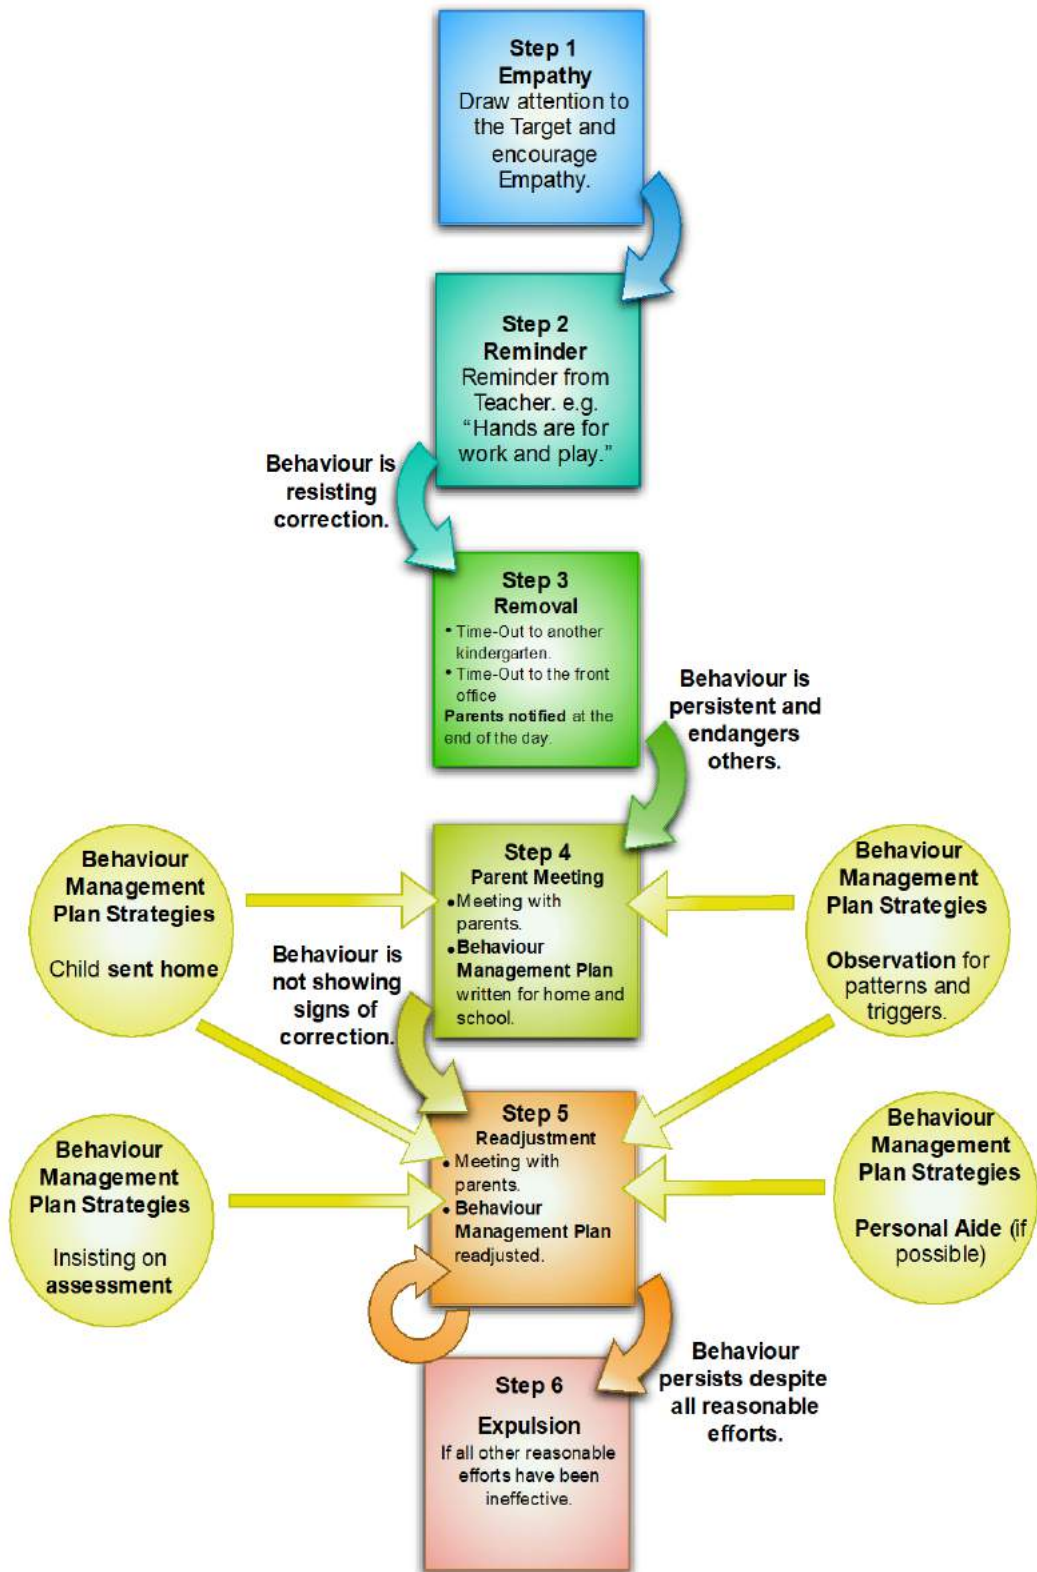 Step 1
Empathy
Draw attention to
the Target and
encourage
Empathy.
Step 2
Reminder
Reminder from
Teacher. e.g.
“Hands are for
work and play.”
Behaviour is
resisting
correction.
Step 3
Removal
• Time-Out to another
kindergarten.
• Time-Out to the front
office
Parents notified at the
end of the day.
Behaviour is
persistent and
endangers
others.
Step 4
Parent Meeting
• Meeting with
parents.
• Behaviour
Management Plan
written for home and
school.
Behaviour
Management
Plan Strategies
Child sent home
Behaviour
Management
Plan Strategies
Observation for
patterns and
triggers.
Behaviour is
not showing
signs of
correction.
Step 5
Readjustment
• Meeting with
parents.
• Behaviour
Management Plan
readjusted.
Behaviour
Management
Plan Strategies
Insisting on
assessment
Behaviour
Management
Plan Strategies
Personal Aide (if
possible)
Behaviour
persists despite
all reasonable
efforts.
Step 6
Expulsion
If all other reasonable
efforts have been
ineffective.